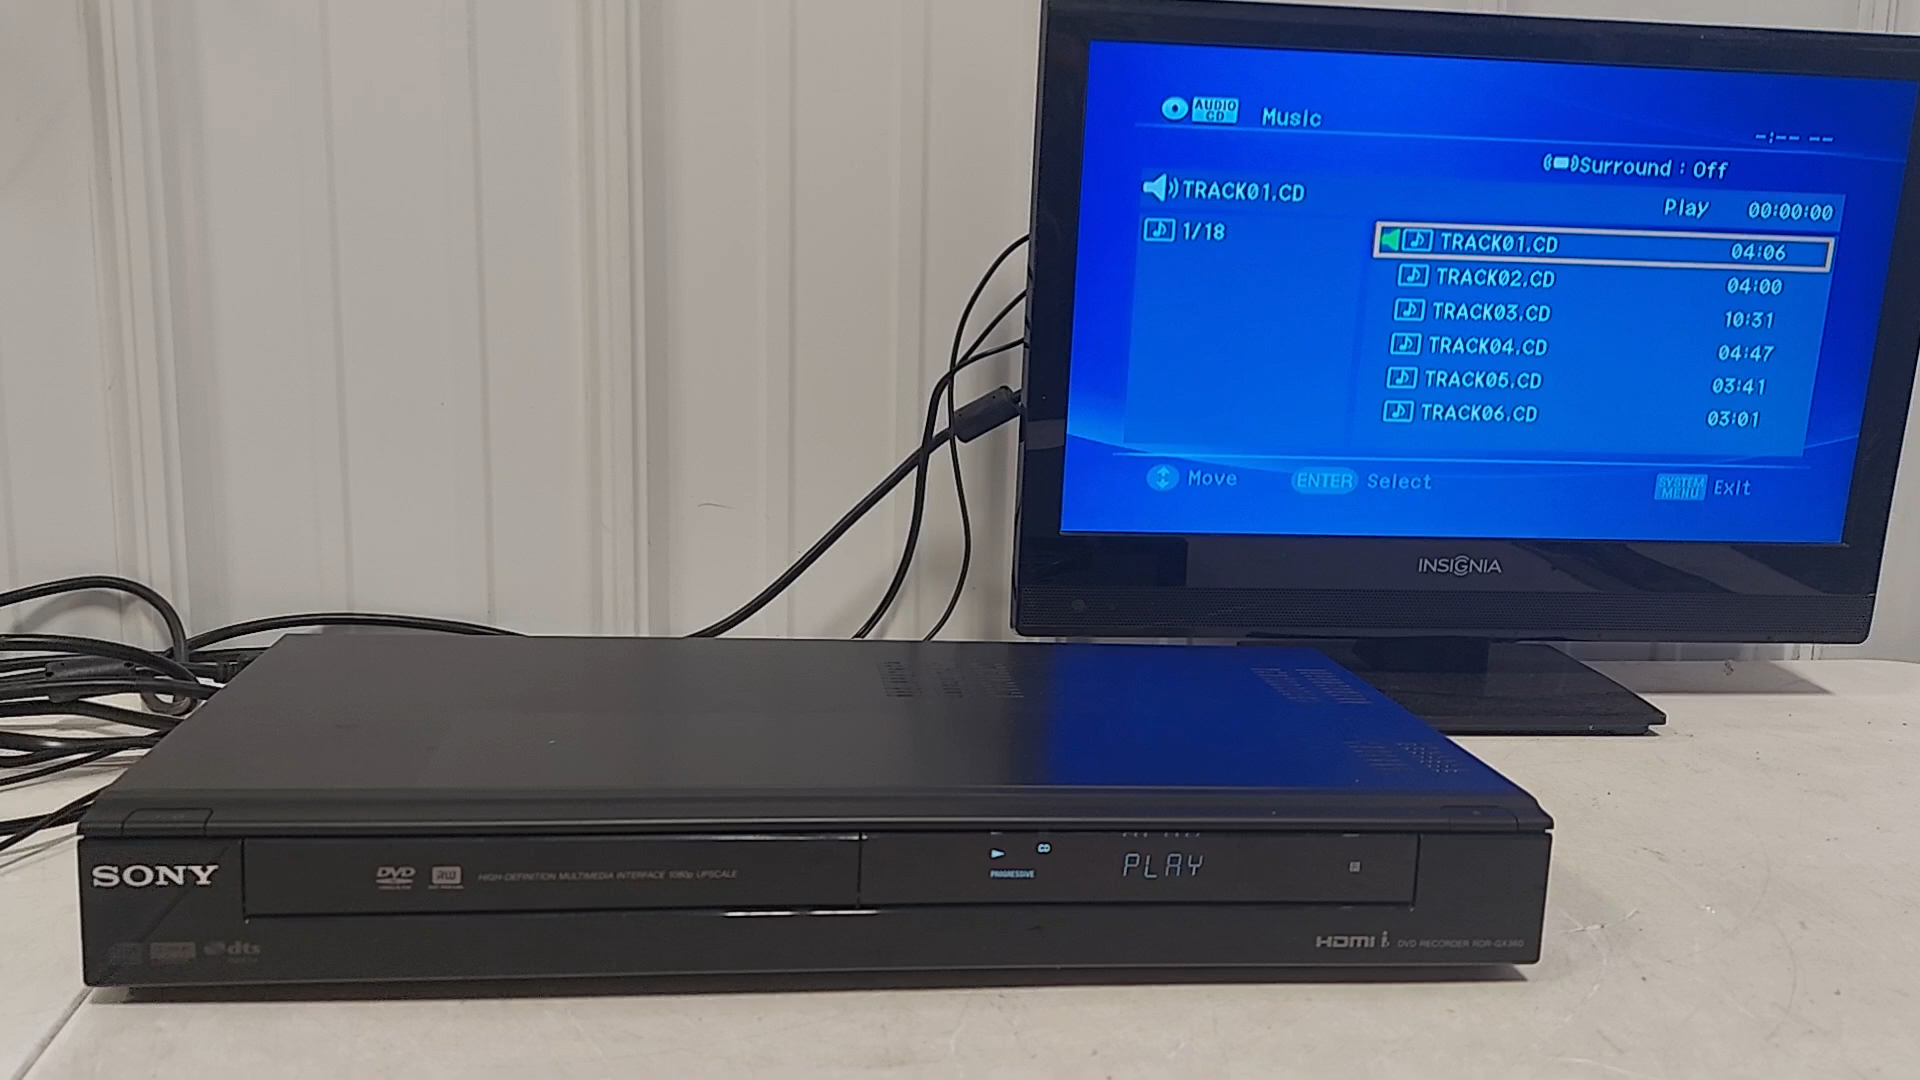 AUDIO CD Music
-:-- --
Surround : Off
TRACK01.CD
Play 00:00:00
1/18
TRACK01.CD 04:06
TRACK02.CD 04:00
TRACK03.CD 10:31
TRACK04.CD 04:47
TRACK05.CD 03:41
TRACK06.CD 03:01
Move ENTER Select SYSTEM MENU Exit
INSIGNIA
SONY
DVD RW HIGH-DEFINITION MULTIMEDIA INTERFACE 1080p UPSCALE
CD
PROGRESSIVE
PLAY
dts
HDMI DVD RECORDER RDR-GX360